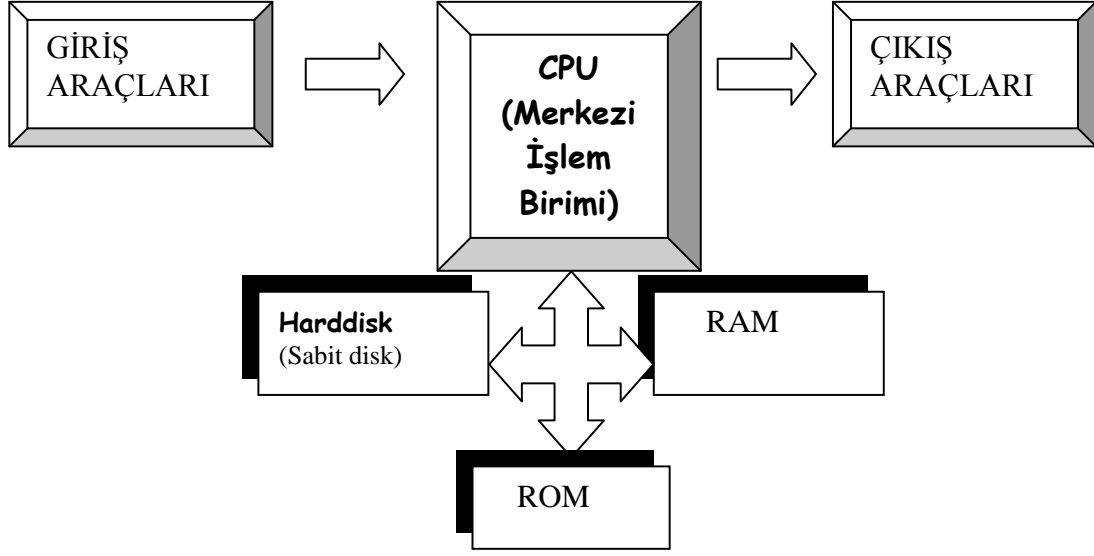 GİRİŞ
ARAÇLARI
CPU
(Merkezi
İşlem
Birimi)
ÇIKIŞ
ARAÇLARI
Harddisk
(Sabit disk)
RAM
ROM